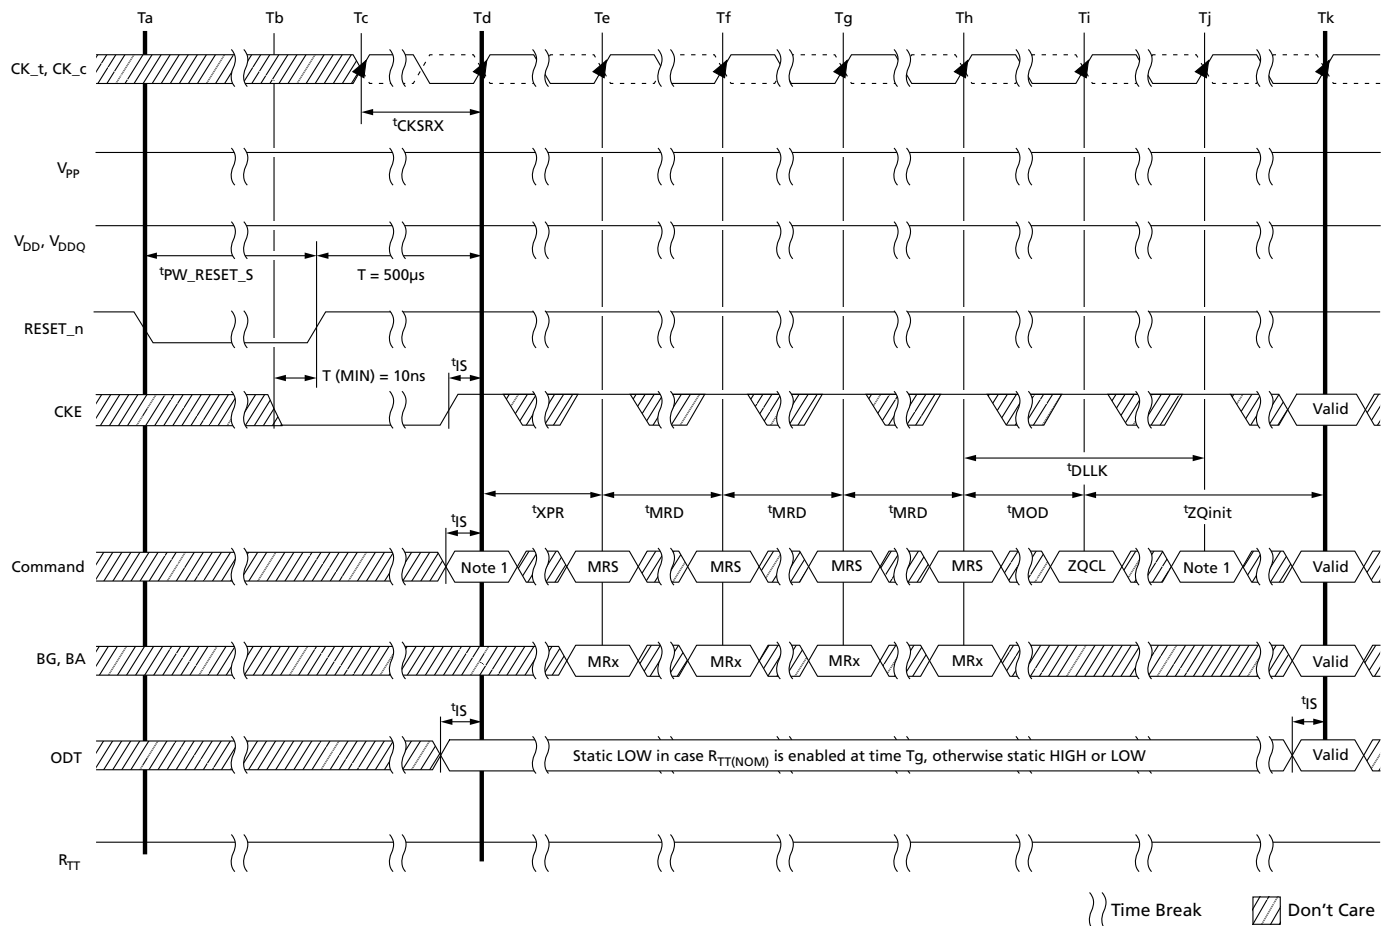 Ta Tb Tc Td Te Tf Tg Th Ti Tj Tk
CK_t, CK_c
tCKSRX
VPP
VDD, VDDQ
tPW_RESET_S T = 500µs
RESET_n
T (MIN) = 10ns tIS
CKE Valid
tDLLK
tXPR tMRD tMRD tMRD tMOD tZQinit
tIS
Command Note 1 MRS MRS MRS MRS ZQCL Note 1 Valid
BG, BA MRx MRx MRx MRx Valid
tIS tIS
ODT Static LOW in case RTT(NOM) is enabled at time Tg, otherwise static HIGH or LOW Valid
RTT
Time Break Don't Care